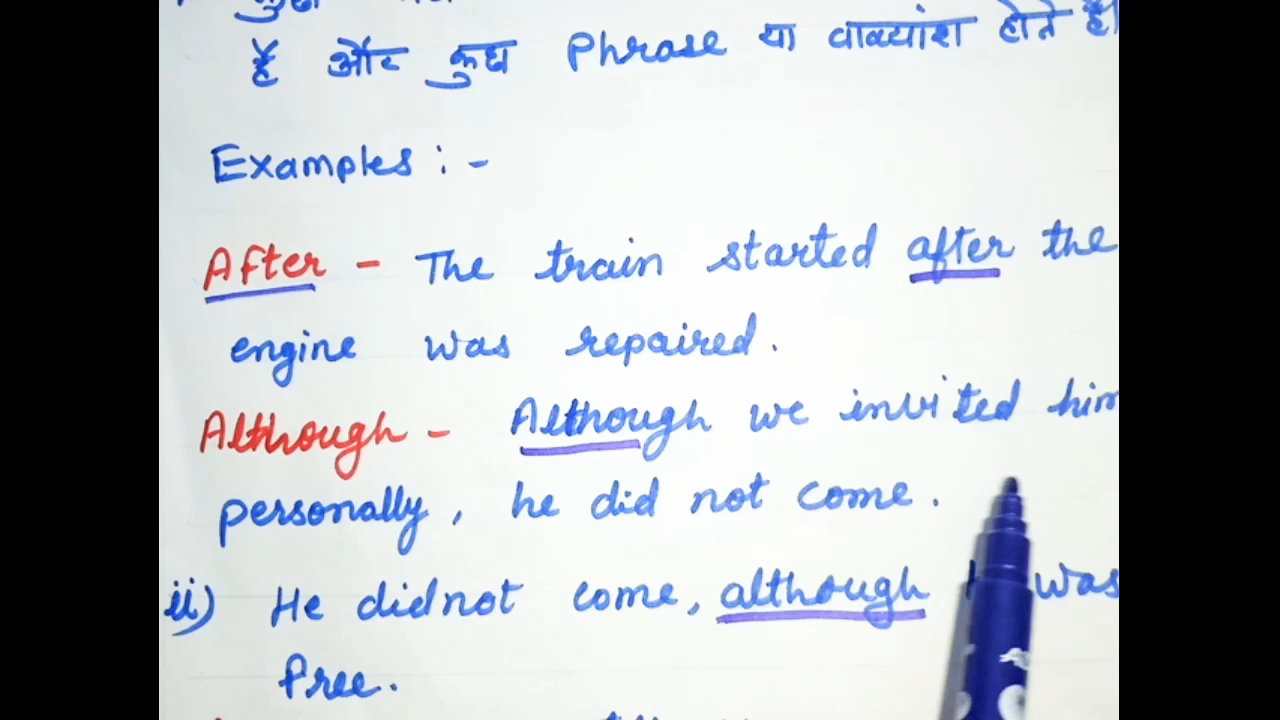 हैं और कुछ Phrase या वाक्यांश होते हैं।
Examples :-
After - The train started after the
engine was repaired.
Although - Although we invited him
personally, he did not come.
ii) He didnot come, although was
free.